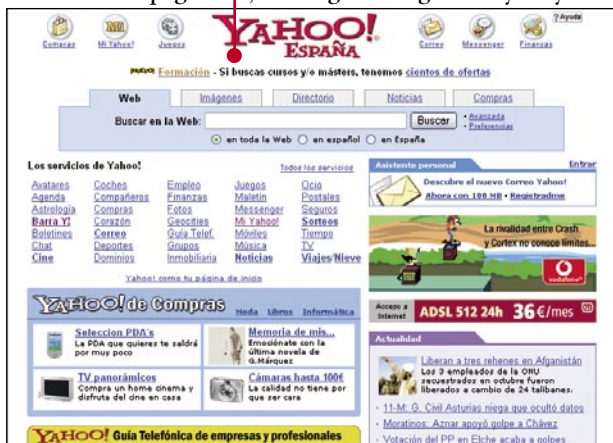 Compras
Mi Yahoo!
Juegos
YAHOO!
ESPAÑA
Correo
Messenger
Finanzas
? Ayuda
¡NUEVO! Formación - Si buscas cursos y/o másters, tenemos cientos de ofertas
Web
Imágenes
Directorio
Noticias
Compras
Buscar en la Web:
Buscar
· Avanzada
· Preferencias
en toda la Web
en español
en España
Los servicios de Yahoo!
Todos los servicios
Avatares
Coches
Empleo
Juegos
Ocio
Agenda
Compañeros
Finanzas
Maletín
Postales
Astrología
Compras
Fotos
Messenger
Seguros
Barra Y!
Corazón
Geocities
Mi Yahoo!
Sorteos
Boletines
Correo
Guía Telef.
Móviles
Tiempo
Chat
Deportes
Grupos
Música
TV
Cine
Dominios
Inmobiliaria
Noticias
Viajes/Nieve
Yahoo! como tu página de inicio
YAHOO! de Compras
Moda
Libros
Informática
Seleccion PDA's
La PDA que quieres te saldrá
por muy poco
Memoria de mis...
Emociónate con la
última novela de
G.Márquez
TV panorámicos
Compra un home cinema y
disfruta del cine en casa
Cámaras hasta 100€
La calidad no tiene por
que ser cara
YAHOO! Guía Telefónica de empresas y profesionales
Asistente personal
Entrar
Descubre el nuevo Correo Yahoo!
Ahora con 100 MB · Registradme
La rivalidad entre Crash
y Cortex no conoce límites...
vodafone
Acceso a
Internet
ADSL 512 24h 36€/mes
Actualidad
Liberan a tres rehenes en Afganistán
Los 3 empleados de la ONU
secuestrados en octubre fueron
liberados a cambio de 24 talibanes.
· 11-M: G. Civil Asturias niega que ocultó datos
· Moratinos: Aznar apoyó golpe a Chávez
· Votación del PP en Elche acaba a golpes